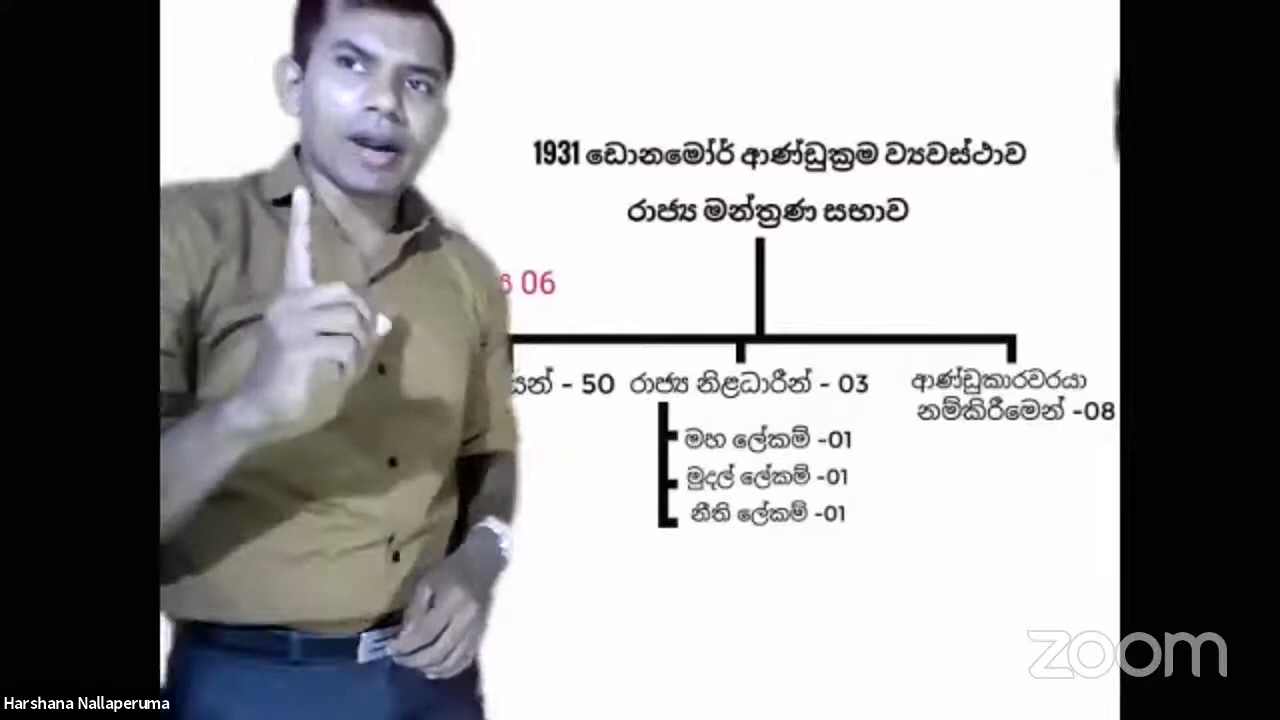 1931 ඩොනමෝර් ආණ්ඩුක්‍රම ව්‍යවස්ථාව
රාජ්‍ය මන්ත්‍රණ සභාව
06
- 50
රාජ්‍ය නිළධාරීන් - 03
ආණ්ඩුකාරවරයා
නම්කිරීමෙන් -08
මහ ලේකම් -01
මුදල් ලේකම් -01
නීති ලේකම් -01
zoom
Harshana Nallaperuma